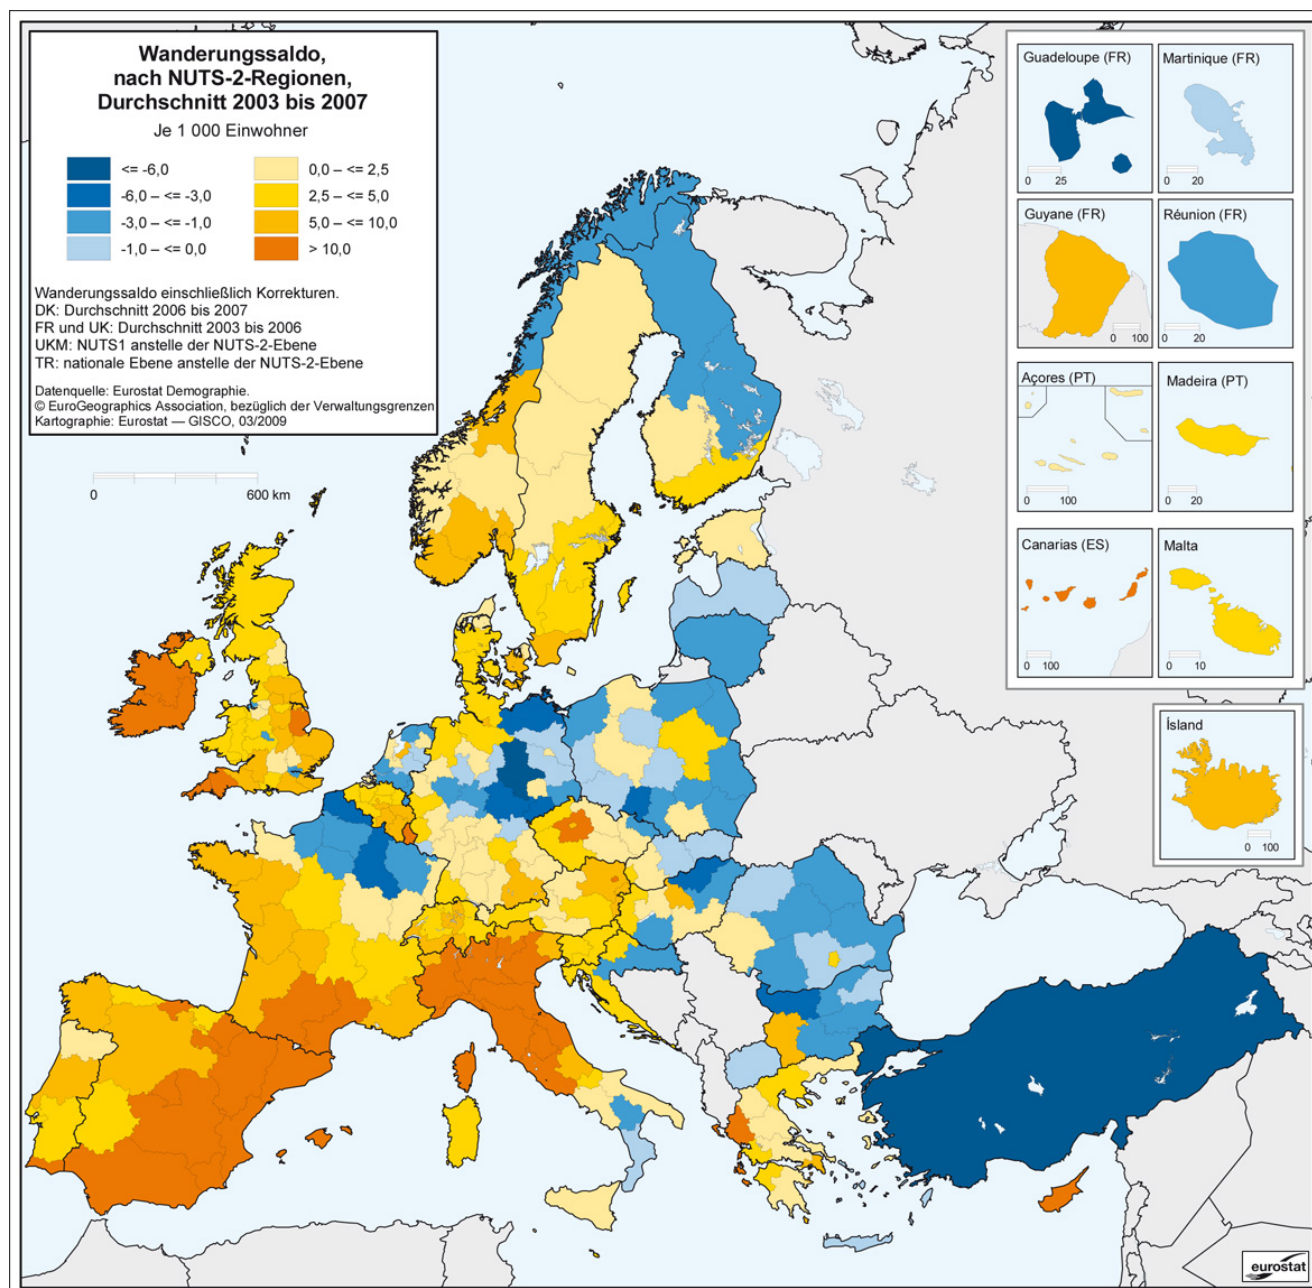 Wanderungssaldo,
nach NUTS-2-Regionen,
Durchschnitt 2003 bis 2007
Je 1 000 Einwohner
<= -6,0
-6,0 – <= -3,0
-3,0 – <= -1,0
-1,0 – <= 0,0
0,0 – <= 2,5
2,5 – <= 5,0
5,0 – <= 10,0
> 10,0
Wanderungssaldo einschließlich Korrekturen.
DK: Durchschnitt 2006 bis 2007
FR und UK: Durchschnitt 2003 bis 2006
UKM: NUTS1 anstelle der NUTS-2-Ebene
TR: nationale Ebene anstelle der NUTS-2-Ebene
Datenquelle: Eurostat Demographie.
© EuroGeographics Association, bezüglich der Verwaltungsgrenzen
Kartographie: Eurostat — GISCO, 03/2009
0 600 km
Guadeloupe (FR)
0 25
Martinique (FR)
0 20
Guyane (FR)
0 100
Réunion (FR)
0 20
Açores (PT)
0 100
Madeira (PT)
0 20
Canarias (ES)
0 100
Malta
0 10
Ísland
0 100
eurostat